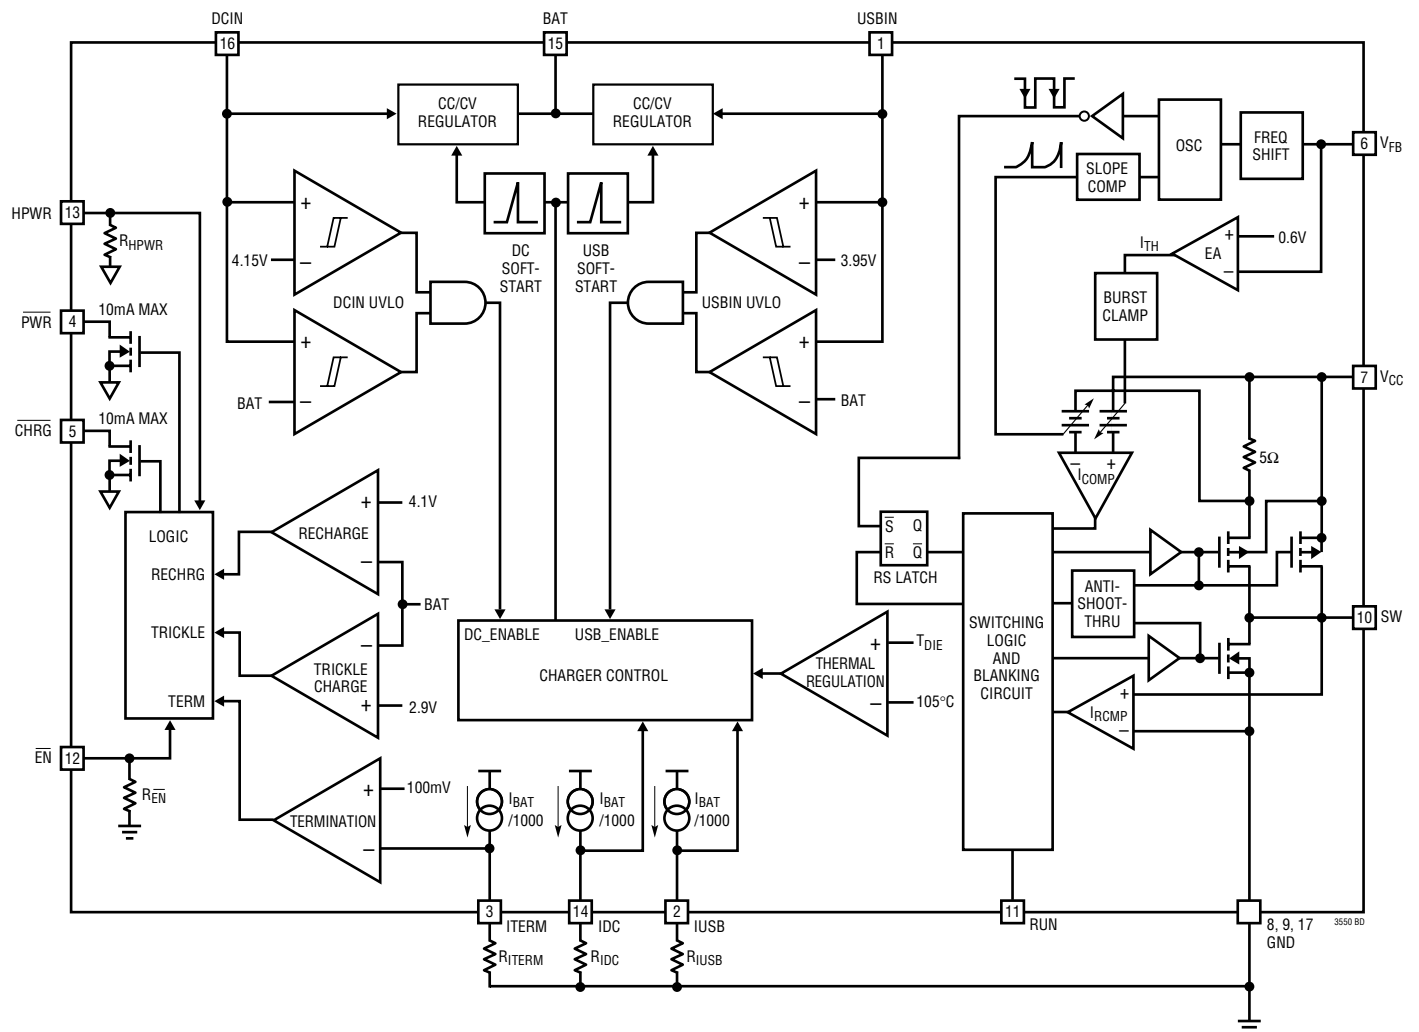 DCIN
BAT
USBIN
16
15
1
CC/CV
REGULATOR
CC/CV
REGULATOR
OSC
FREQ
SHIFT
6
VFB
SLOPE
COMP
HPWR
13
RHPWR
+
4.15V
–
DCIN UVLO
DC
SOFT-
START
USB
SOFT-
START
+
3.95V
–
USBIN UVLO
ITH
+
0.6V
EA
–
BURST
CLAMP
PWR
4
10mA MAX
+
BAT
–
+
BAT
–
7
VCC
CHRG
5
10mA MAX
– +
ICOMP
5Ω
LOGIC
RECHRG
TRICKLE
TERM
+
4.1V
RECHARGE
–
BAT
–
TRICKLE
CHARGE
+
2.9V
S Q
R Q
RS LATCH
SWITCHING
LOGIC
AND
BLANKING
CIRCUIT
ANTI-
SHOOT-
THRU
10
SW
DC_ENABLE
USB_ENABLE
CHARGER CONTROL
+
TDIE
THERMAL
REGULATION
–
105°C
+
IRCMP
–
EN
12
REN
+
100mV
TERMINATION
–
IBAT
/1000
IBAT
/1000
IBAT
/1000
3
ITERM
14
IDC
2
IUSB
11
RUN
8, 9, 17
GND
3550 BD
RITERM
RIDC
RIUSB